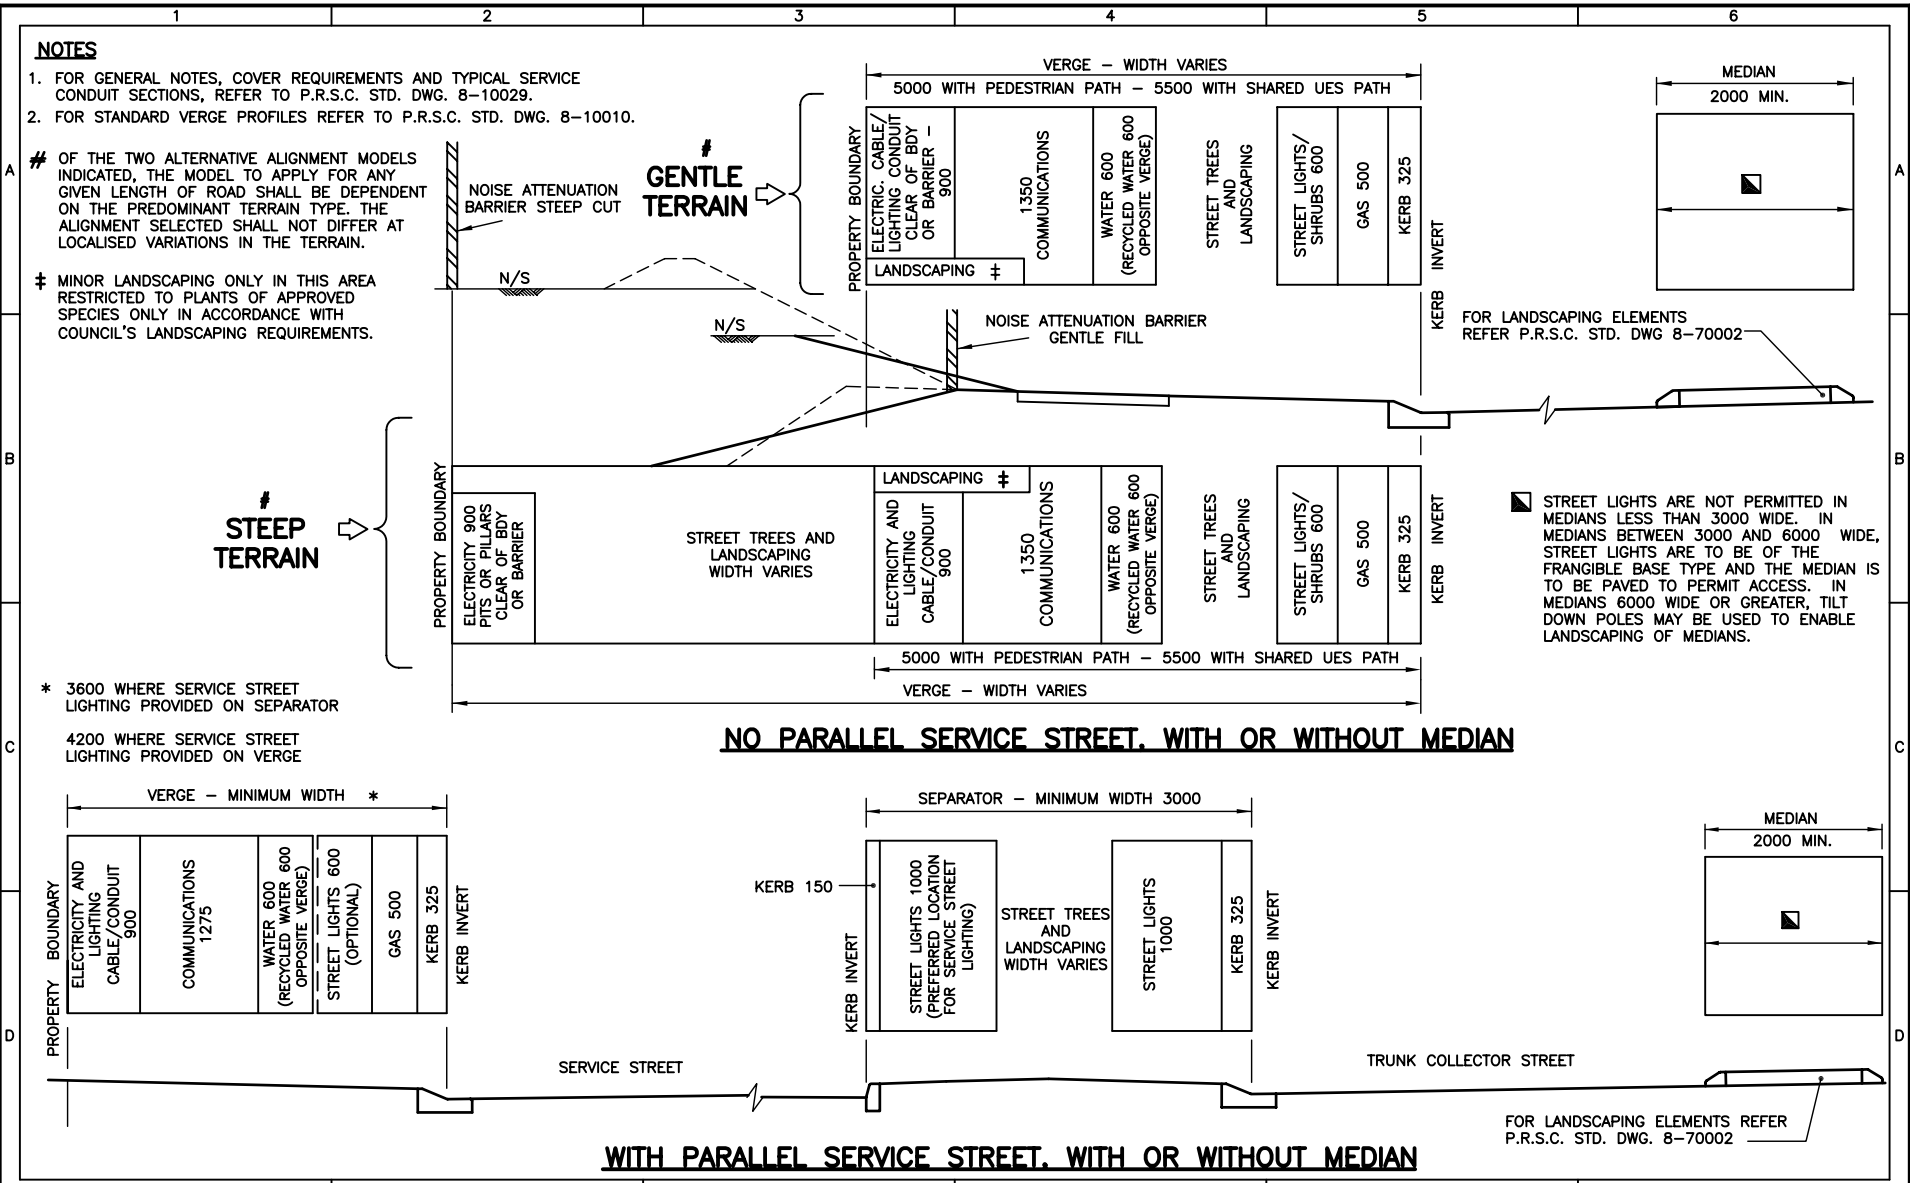 1 2 3 4 5 6
NOTES
1. FOR GENERAL NOTES, COVER REQUIREMENTS AND TYPICAL SERVICE
CONDUIT SECTIONS, REFER TO P.R.S.C. STD. DWG. 8-10029.
2. FOR STANDARD VERGE PROFILES REFER TO P.R.S.C. STD. DWG. 8-10010.
# OF THE TWO ALTERNATIVE ALIGNMENT MODELS
INDICATED, THE MODEL TO APPLY FOR ANY
GIVEN LENGTH OF ROAD SHALL BE DEPENDENT
ON THE PREDOMINANT TERRAIN TYPE. THE
ALIGNMENT SELECTED SHALL NOT DIFFER AT
LOCALISED VARIATIONS IN THE TERRAIN.
‡ MINOR LANDSCAPING ONLY IN THIS AREA
RESTRICTED TO PLANTS OF APPROVED
SPECIES ONLY IN ACCORDANCE WITH
COUNCIL'S LANDSCAPING REQUIREMENTS.
A
B
C
D
NOISE ATTENUATION
BARRIER STEEP CUT
N/S
N/S
#
GENTLE
TERRAIN
VERGE – WIDTH VARIES
5000 WITH PEDESTRIAN PATH – 5500 WITH SHARED UES PATH
PROPERTY BOUNDARY
ELECTRIC. CABLE/
LIGHTING CONDUIT
CLEAR OF BDY
OR BARRIER –
900
LANDSCAPING ‡
1350
COMMUNICATIONS
WATER 600
(RECYCLED WATER 600
OPPOSITE VERGE)
STREET TREES
AND
LANDSCAPING
STREET LIGHTS/
SHRUBS 600
GAS 500
KERB 325
KERB INVERT
MEDIAN
2000 MIN.
A
B
C
D
NOISE ATTENUATION BARRIER
GENTLE FILL
FOR LANDSCAPING ELEMENTS
REFER P.R.S.C. STD. DWG 8-70002
#
STEEP
TERRAIN
PROPERTY BOUNDARY
ELECTRICITY 900
PITS OR PILLARS
CLEAR OF BDY
OR BARRIER
STREET TREES AND
LANDSCAPING
WIDTH VARIES
LANDSCAPING ‡
ELECTRICITY AND
LIGHTING
CABLE/CONDUIT
900
1350
COMMUNICATIONS
WATER 600
(RECYCLED WATER 600
OPPOSITE VERGE)
STREET TREES
AND
LANDSCAPING
STREET LIGHTS/
SHRUBS 600
GAS 500
KERB 325
KERB INVERT
STREET LIGHTS ARE NOT PERMITTED IN
MEDIANS LESS THAN 3000 WIDE. IN
MEDIANS BETWEEN 3000 AND 6000 WIDE,
STREET LIGHTS ARE TO BE OF THE
FRANGIBLE BASE TYPE AND THE MEDIAN IS
TO BE PAVED TO PERMIT ACCESS. IN
MEDIANS 6000 WIDE OR GREATER, TILT
DOWN POLES MAY BE USED TO ENABLE
LANDSCAPING OF MEDIANS.
5000 WITH PEDESTRIAN PATH – 5500 WITH SHARED UES PATH
VERGE – WIDTH VARIES
NO PARALLEL SERVICE STREET. WITH OR WITHOUT MEDIAN
* 3600 WHERE SERVICE STREET
LIGHTING PROVIDED ON SEPARATOR
4200 WHERE SERVICE STREET
LIGHTING PROVIDED ON VERGE
VERGE – MINIMUM WIDTH *
PROPERTY BOUNDARY
ELECTRICITY AND
LIGHTING
CABLE/CONDUIT
900
COMMUNICATIONS
1275
WATER 600
(RECYCLED WATER 600
OPPOSITE VERGE)
STREET LIGHTS 600
(OPTIONAL)
GAS 500
KERB 325
KERB INVERT
SEPARATOR – MINIMUM WIDTH 3000
KERB 150
KERB INVERT
STREET LIGHTS 1000
(PREFERRED LOCATION
FOR SERVICE STREET
LIGHTING)
STREET TREES
AND
LANDSCAPING
WIDTH VARIES
STREET LIGHTS
1000
KERB 325
KERB INVERT
MEDIAN
2000 MIN.
SERVICE STREET
TRUNK COLLECTOR STREET
FOR LANDSCAPING ELEMENTS REFER
P.R.S.C. STD. DWG. 8-70002
WITH PARALLEL SERVICE STREET. WITH OR WITHOUT MEDIAN